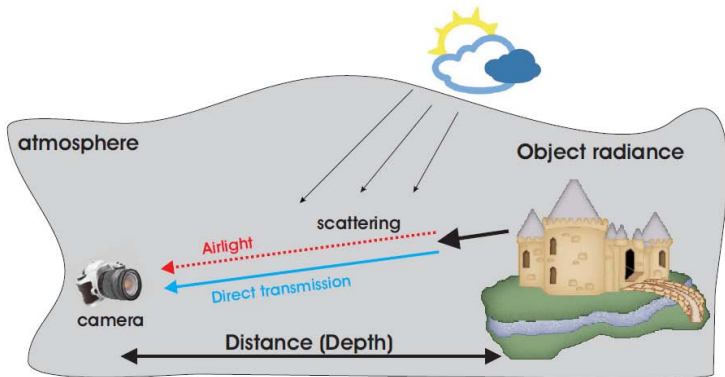 atmosphere
Object radiance
scattering
Airlight
Direct transmission
camera
Distance (Depth)